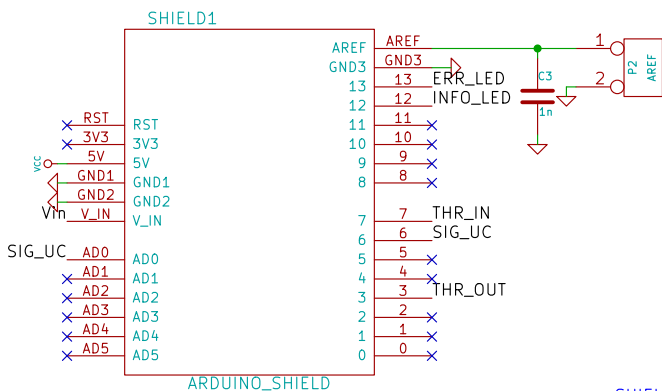 SHIELD1
AREF AREF 1
GND3 GND3 2
P2 AREF
13 13 ERR_LED
C3
12 12 INFO_LED
1n
RST RST 11 11
3V3 3V3 10 10
VCC 5V 5V 9 9
GND1 GND1 8 8
GND2 GND2
Vin V_IN V_IN 7 7 THR_IN
6 6 SIG_UC
SIG_UC AD0 AD0 5 5
AD1 AD1 4 4
AD2 AD2 3 3 THR_OUT
AD3 AD3 2 2
AD4 AD4 1 1
AD5 AD5 0 0
ARDUINO_SHIELD